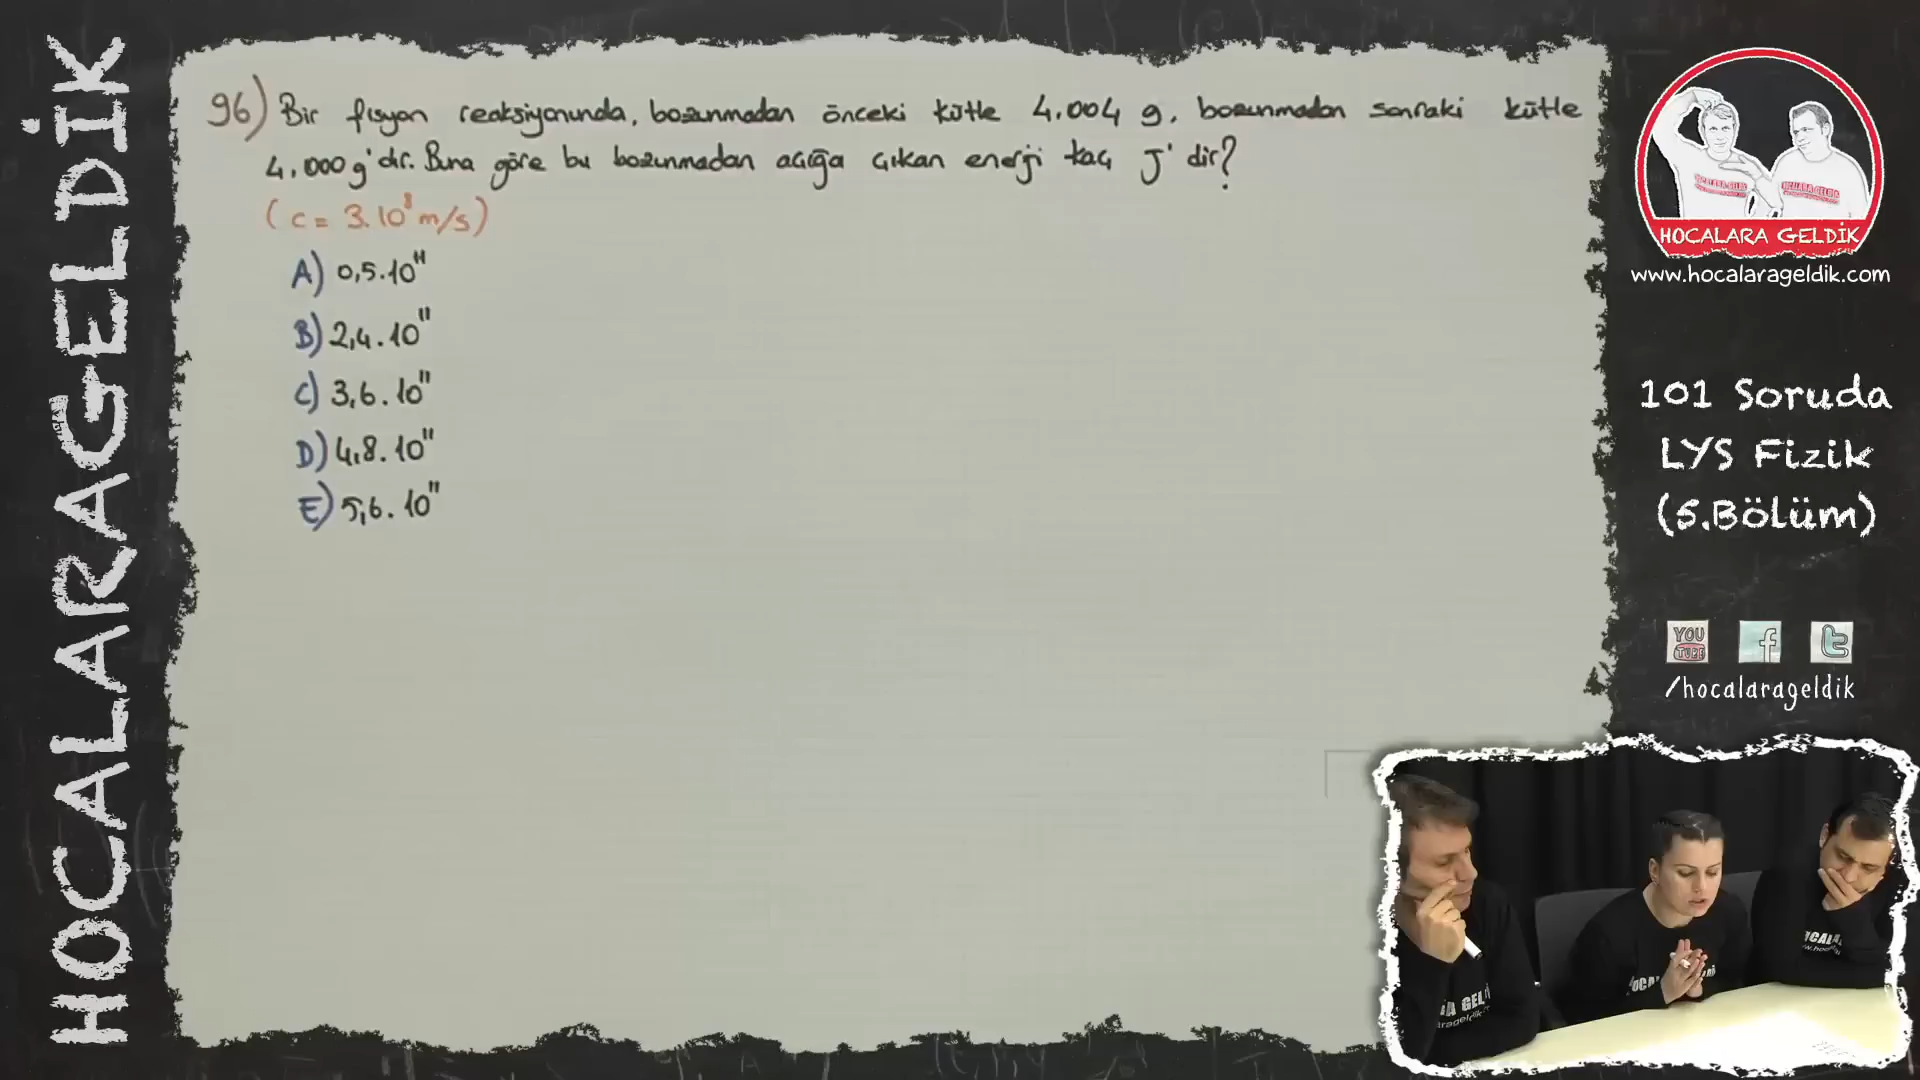 HOCALARAGELDİK
96) Bir fisyon reaksiyonunda, bozunmadan önceki kütle 4,004 g, bozunmadan sonraki kütle
4,000 g'dır. Buna göre bu bozunmadan açığa çıkan enerji kaç J'dir?
(c = 3.10⁸ m/s)
A) 0,5.10¹¹
B) 2,4.10¹¹
C) 3,6.10¹¹
D) 4,8.10¹¹
E) 5,6.10¹¹
HOCALARA GELDİK
www.hocalarageldik.com
101 Soruda
LYS Fizik
(5.Bölüm)
YOU
TUBE
f
t
/hocalarageldik